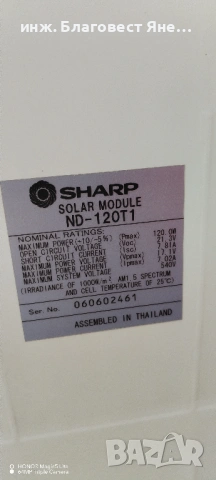 инж. Благовест Пенчев
SHARP
SOLAR MODULE
ND-120T1
NOMINAL RATINGS:
MAXIMUM POWER (+10/-5%) (Pmax) 120.0W
OPEN CIRCUIT VOLTAGE (Voc) 21.3V
SHORT CIRCUIT CURRENT (Isc) 7.81A
MAXIMUM POWER VOLTAGE (Vpmax) 17.1V
MAXIMUM POWER CURRENT (Ipmax) 7.02A
MAXIMUM SYSTEM VOLTAGE 540V
(IRRADIANCE OF 1000W/m², AM1.5 SPECTRUM
AND CELL TEMPERATURE OF 25℃)
Ser. No. 060602461
ASSEMBLED IN THAILAND
BAZAR
bg